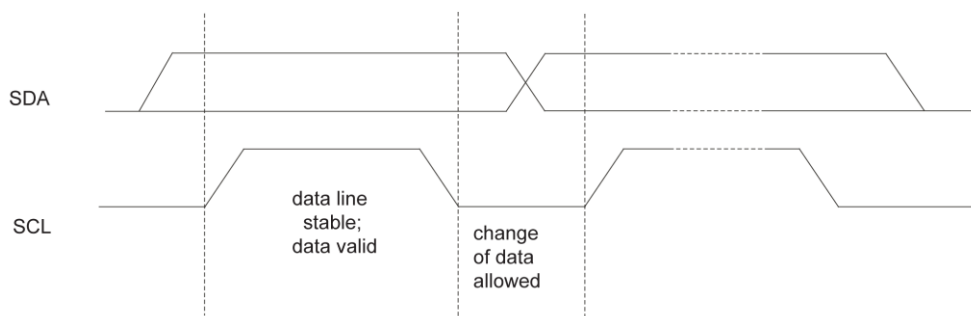 SDA
SCL
data line
stable;
data valid
change
of data
allowed